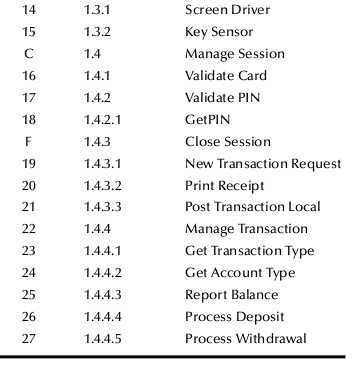 14 1.3.1 Screen Driver
15 1.3.2 Key Sensor
C 1.4 Manage Session
16 1.4.1 Validate Card
17 1.4.2 Validate PIN
18 1.4.2.1 GetPIN
F 1.4.3 Close Session
19 1.4.3.1 New Transaction Request
20 1.4.3.2 Print Receipt
21 1.4.3.3 Post Transaction Local
22 1.4.4 Manage Transaction
23 1.4.4.1 Get Transaction Type
24 1.4.4.2 Get Account Type
25 1.4.4.3 Report Balance
26 1.4.4.4 Process Deposit
27 1.4.4.5 Process Withdrawal